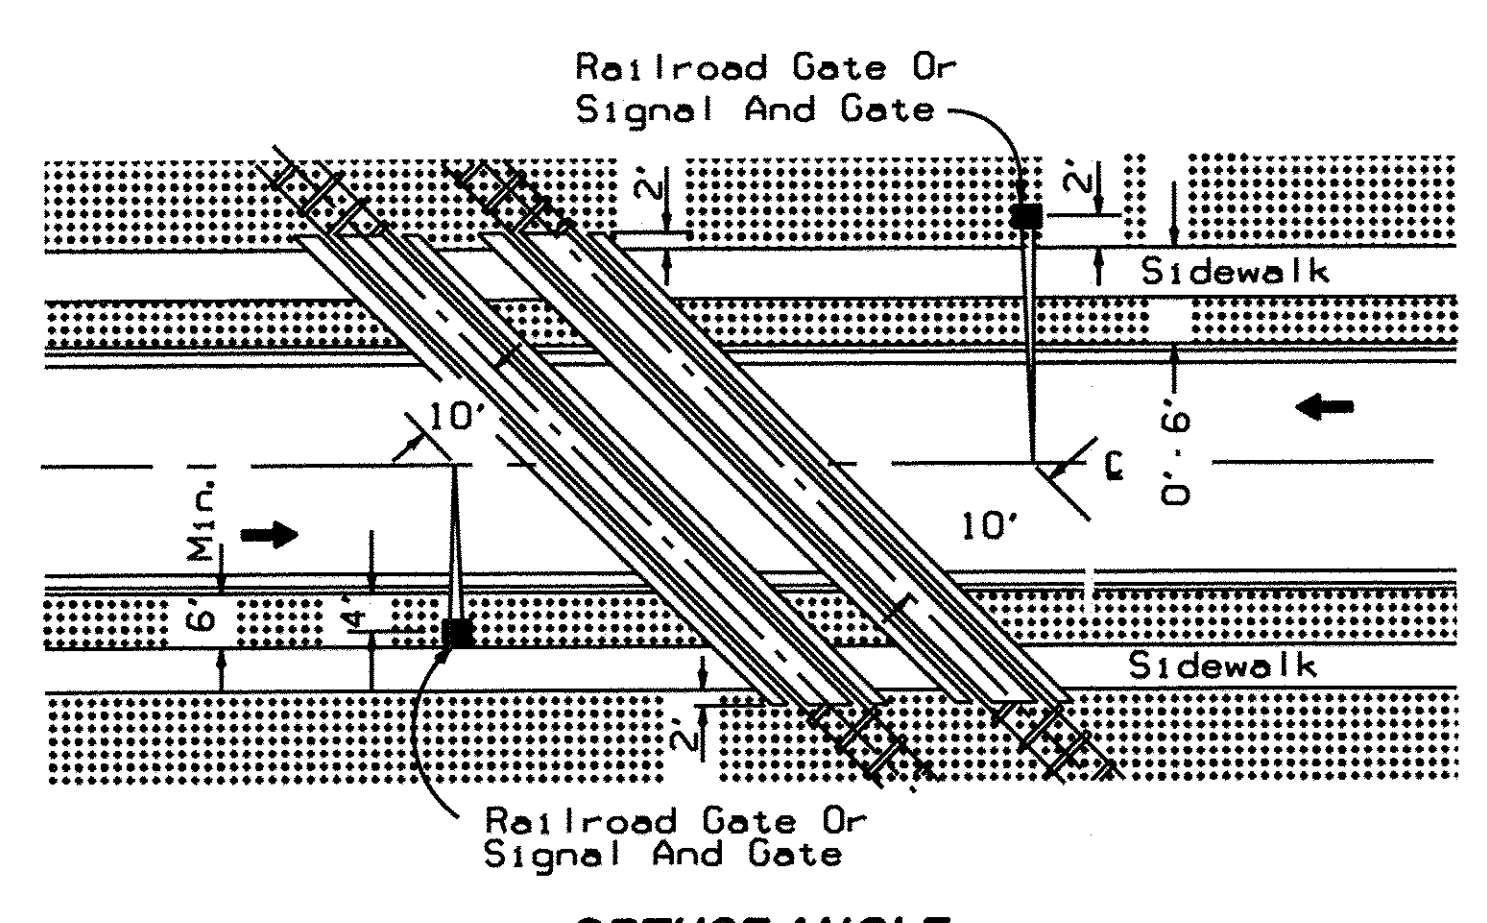 Railroad Gate Or
Signal And Gate
2'
2'
Sidewalk
10'
0' - 6'
℄
Min.
10'
6'
4'
Sidewalk
2'
Railroad Gate Or
Signal And Gate